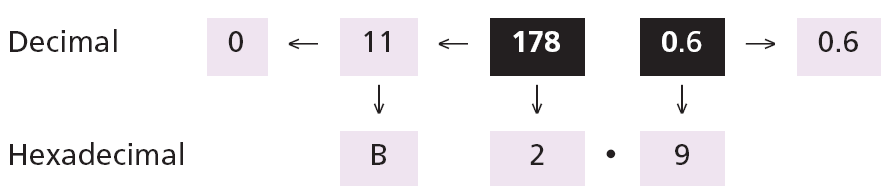 Decimal 0 ← 11 ← 178 0.6 → 0.6
↓ ↓ ↓
Hexadecimal B 2 • 9